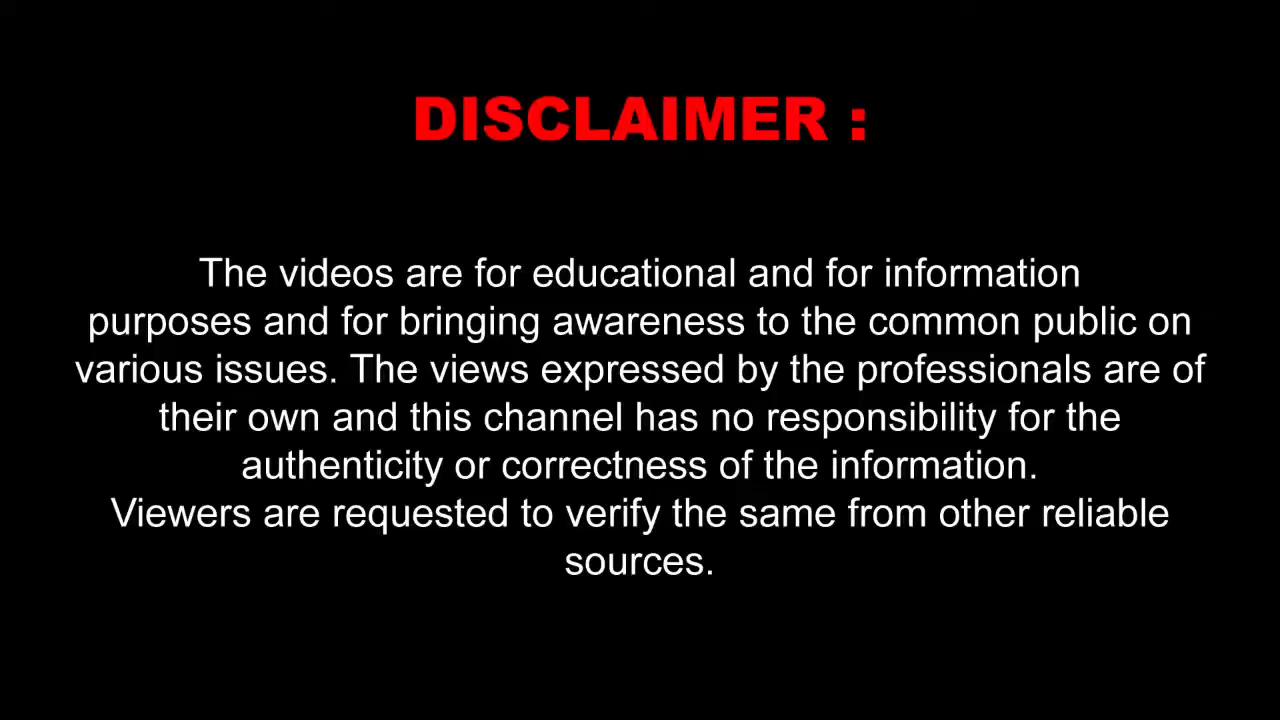 DISCLAIMER :
The videos are for educational and for information
purposes and for bringing awareness to the common public on
various issues. The views expressed by the professionals are of
their own and this channel has no responsibility for the
authenticity or correctness of the information.
Viewers are requested to verify the same from other reliable
sources.